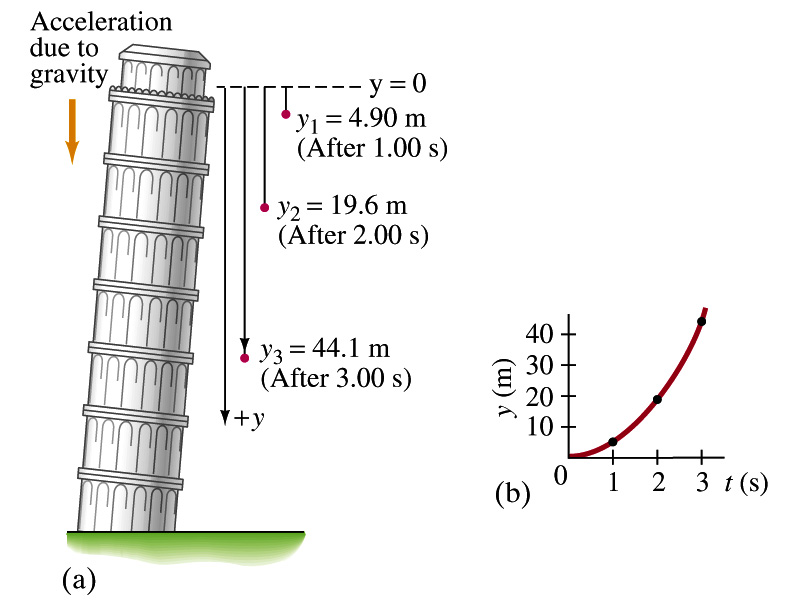 Acceleration
due to
gravity
y = 0
y₁ = 4.90 m
(After 1.00 s)
y₂ = 19.6 m
(After 2.00 s)
y₃ = 44.1 m
(After 3.00 s)
+y
(a)
40
30
20
10
y (m)
0
1 2 3 t (s)
(b)